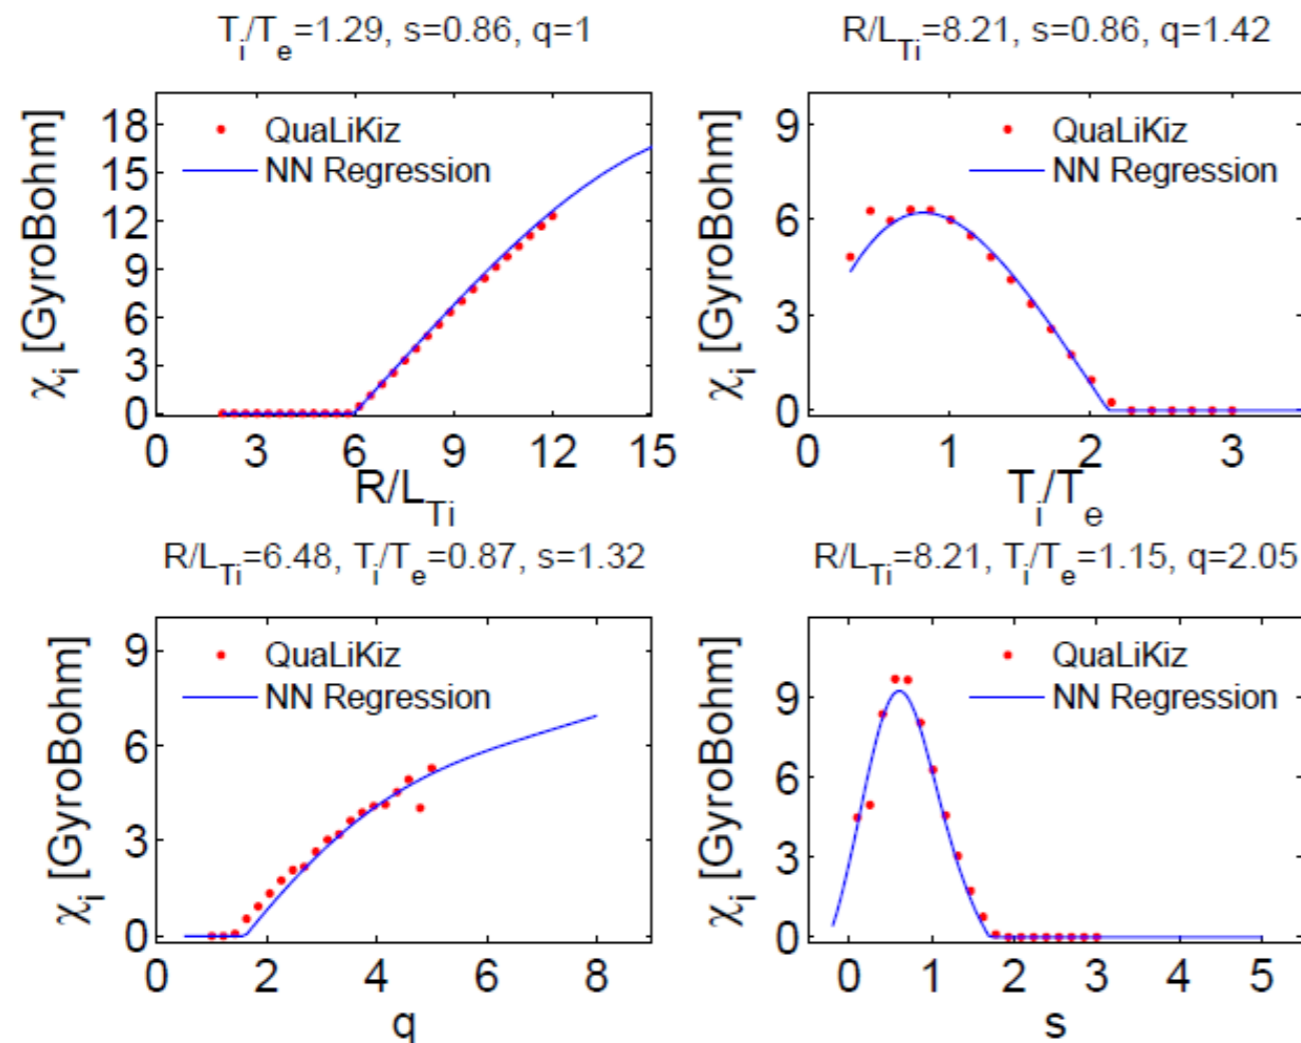 T_i/T_e=1.29, s=0.86, q=1
18
15
12
9
6
3
0
QuaLiKiz
NN Regression
χ_i [GyroBohm]
0 3 6 9 12 15
R/L_Ti
R/L_Ti=8.21, s=0.86, q=1.42
9
6
3
0
QuaLiKiz
NN Regression
χ_i [GyroBohm]
0 1 2 3
T_i/T_e
R/L_Ti=6.48, T_i/T_e=0.87, s=1.32
9
6
3
0
QuaLiKiz
NN Regression
χ_i [GyroBohm]
0 2 4 6 8
q
R/L_Ti=8.21, T_i/T_e=1.15, q=2.05
9
6
3
0
QuaLiKiz
NN Regression
χ_i [GyroBohm]
0 1 2 3 4 5
s